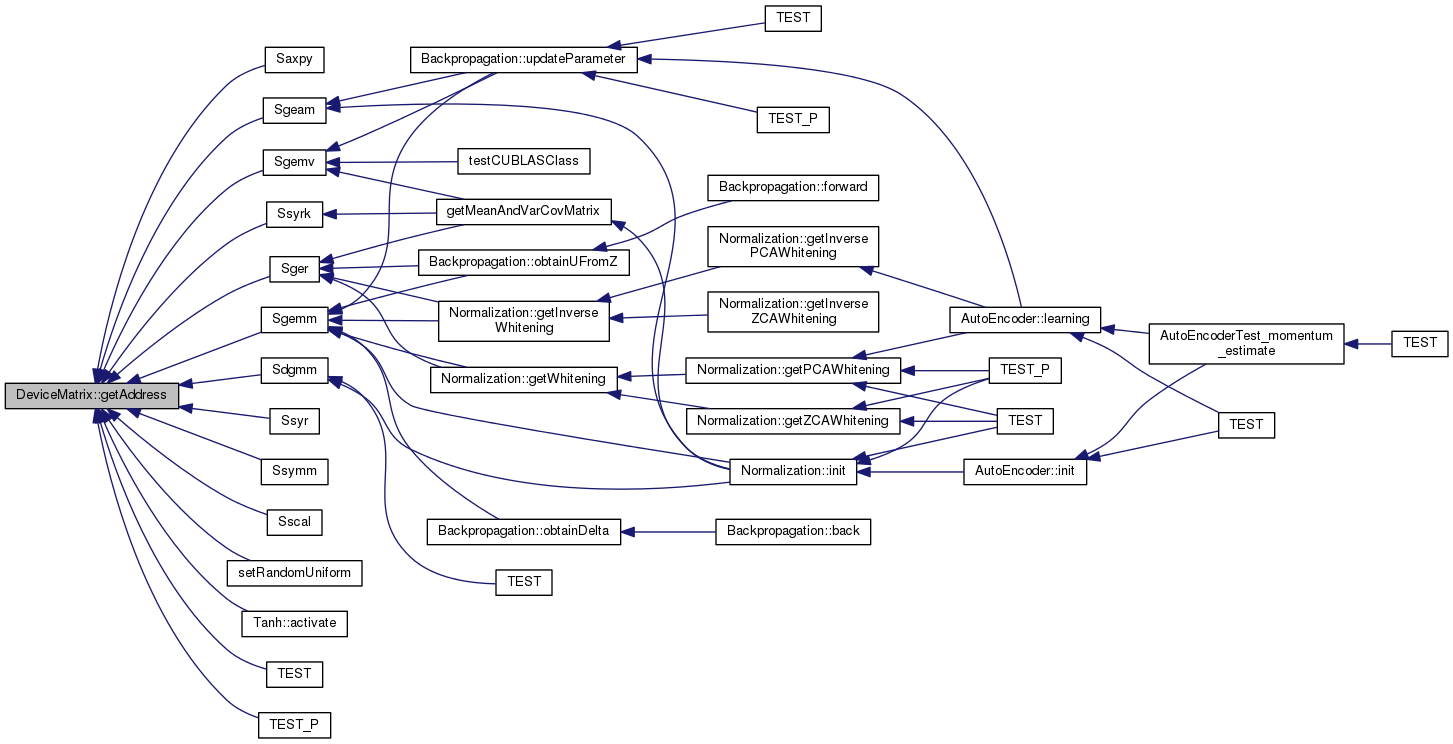 DeviceMatrix::getAddress
Saxpy
Sgeam
Sgemv
Ssyrk
Sger
Sgemm
Sdgmm
Ssyr
Ssymm
Sscal
setRandomUniform
Tanh::activate
TEST
TEST_P
Backpropagation::updateParameter
testCUBLASClass
getMeanAndVarCovMatrix
Backpropagation::obtainUFromZ
Normalization::getInverse
Whitening
Normalization::getWhitening
Backpropagation::obtainDelta
TEST
TEST
TEST_P
Backpropagation::forward
Normalization::getInverse
PCAWhitening
Normalization::getInverse
ZCAWhitening
Normalization::getPCAWhitening
Normalization::getZCAWhitening
Normalization::init
Backpropagation::back
AutoEncoder::learning
TEST_P
TEST
AutoEncoder::init
AutoEncoderTest_momentum
_estimate
TEST
TEST